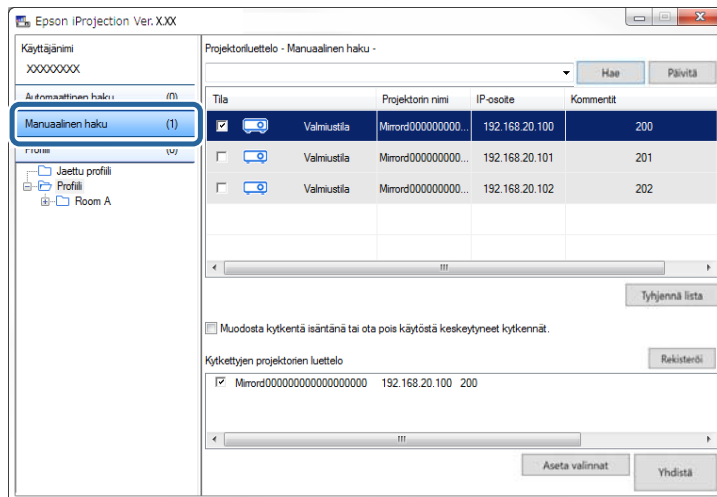 Epson iProjection Ver. X.XX
Käyttäjänimi
XXXXXXXX
Automaattinen haku (0)
Manuaalinen haku (1)
Profiili (0)
Jaettu profiili
Profiili
Room A
Projektoriluettelo - Manuaalinen haku -
Hae Päivitä
Tila Projektorin nimi IP-osoite Kommentit
Valmiustila Mirrord000000000... 192.168.20.100 200
Valmiustila Mirrord000000000... 192.168.20.101 201
Valmiustila Mirrord000000000... 192.168.20.102 202
Tyhjennä lista
Muodosta kytkentä isäntänä tai ota pois käytöstä keskeytyneet kytkennät.
Kytkettyjen projektorien luettelo Rekisteröi
Mirrord000000000000000000 192.168.20.100 200
Aseta valinnat Yhdistä